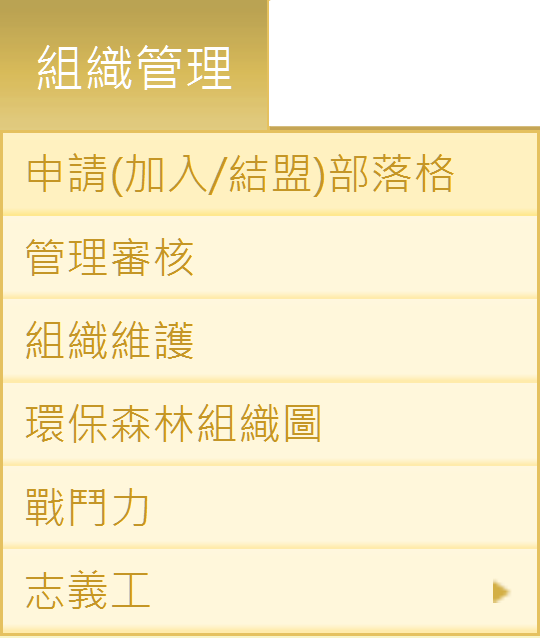 組織管理
申請(加入/結盟)部落格
管理審核
組織維護
環保森林組織圖
戰鬥力
志義工